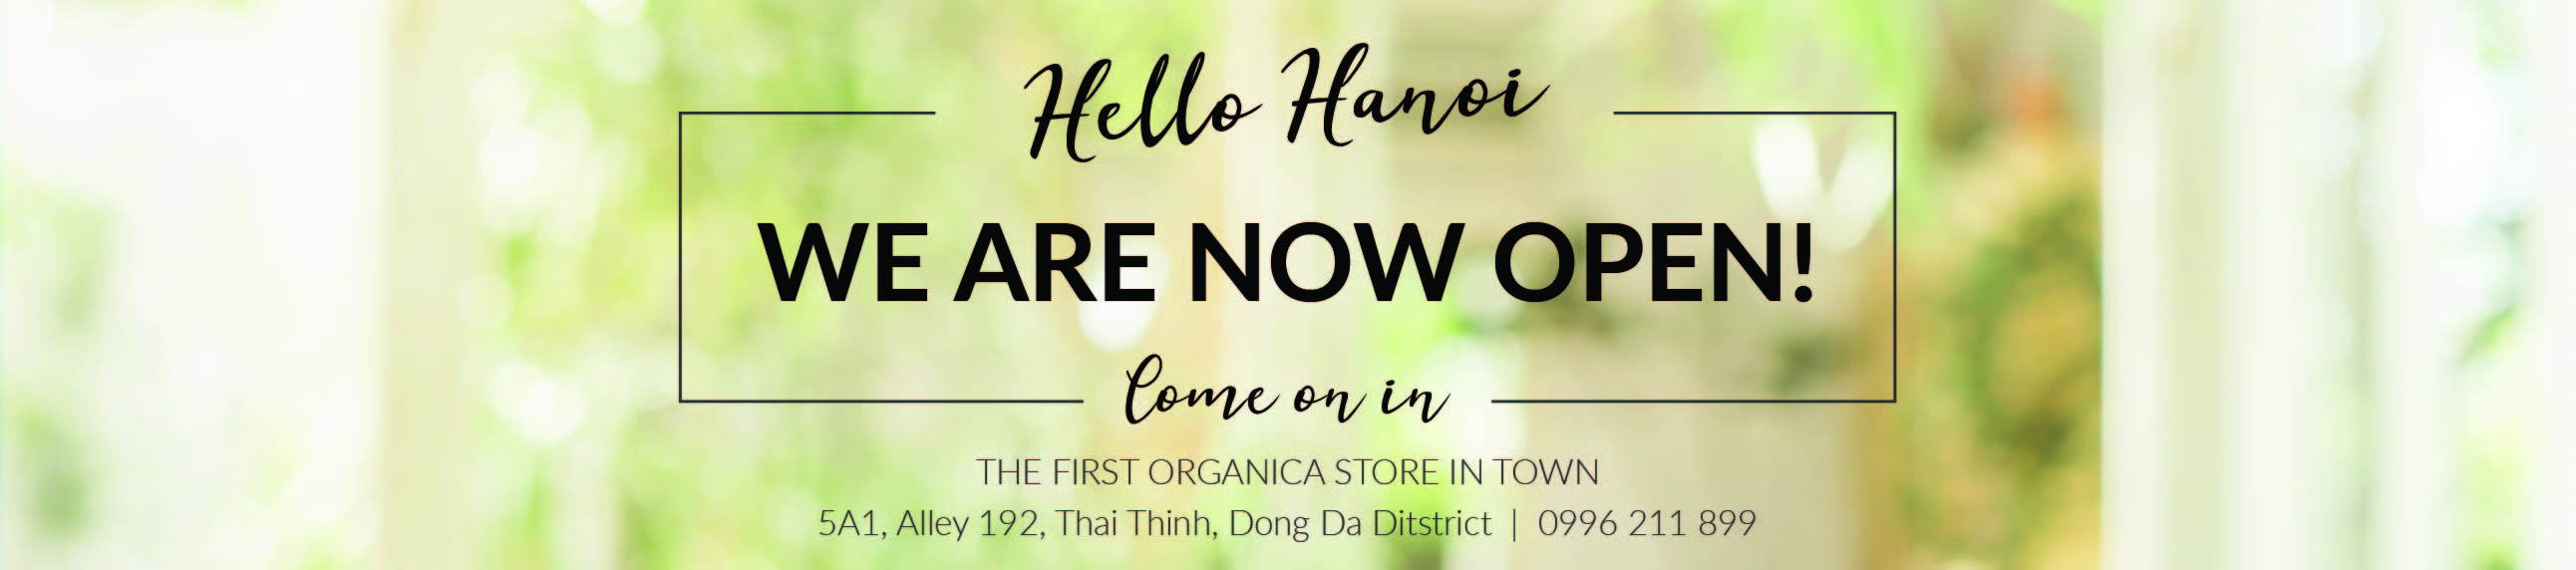 Hello Hanoi
WE ARE NOW OPEN!
Come on in
THE FIRST ORGANICA STORE IN TOWN
5A1, Alley 192, Thai Thinh, Dong Da Ditstrict | 0996 211 899